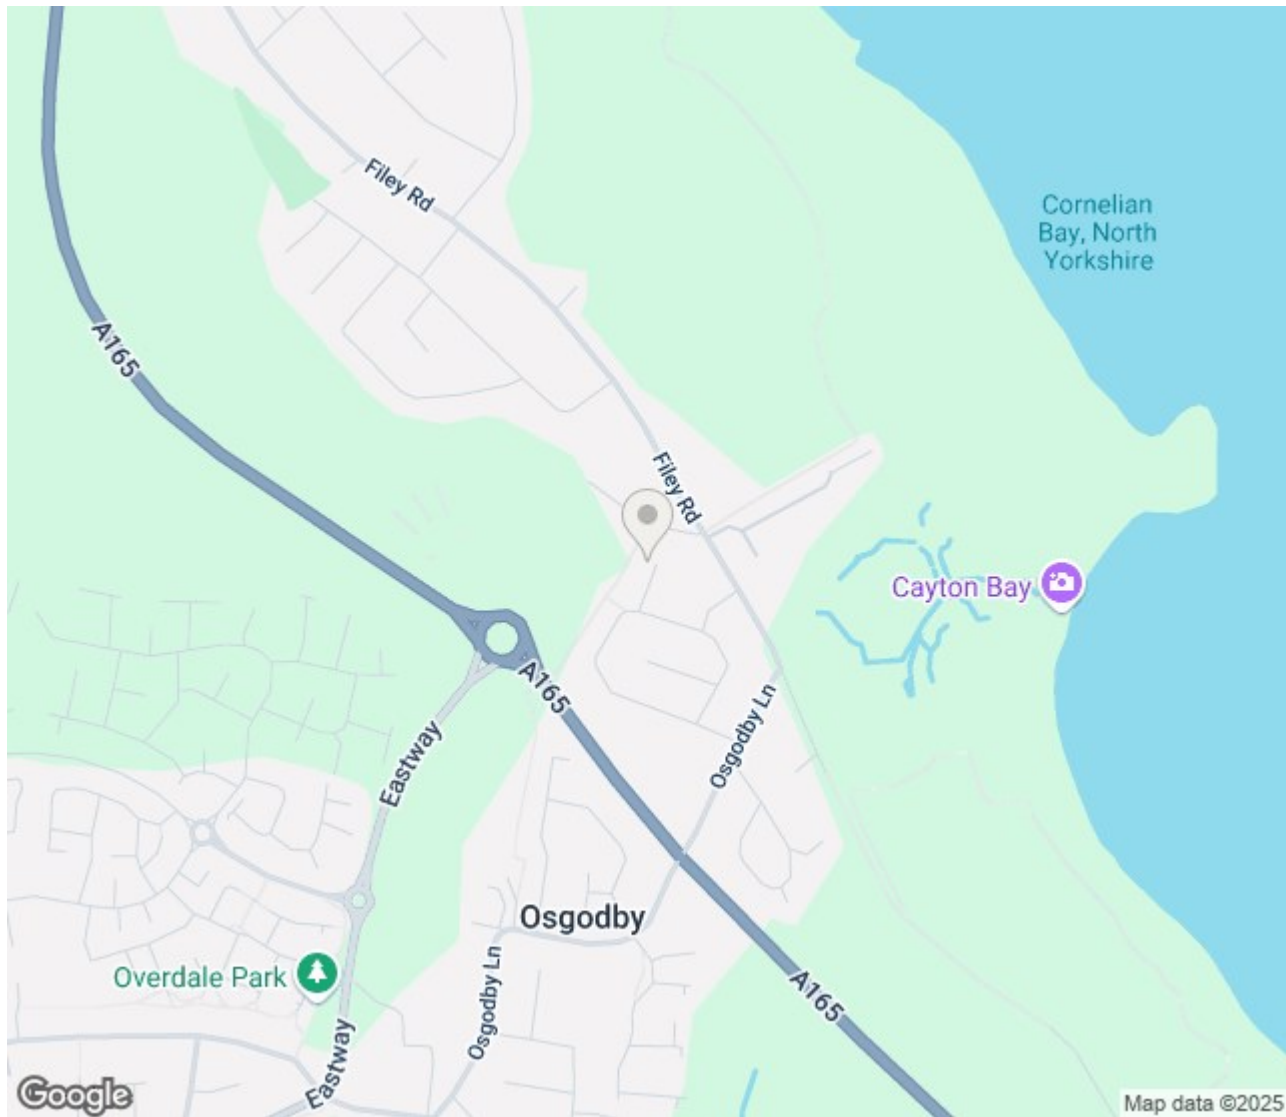 Filey Rd
Cornelian
Bay, North
Yorkshire
A165
Filey Rd
Cayton Bay
A165
Osgodby Ln
Eastway
Osgodby
Overdale Park
Osgodby Ln
A165
Eastway
Google
Map data ©2025